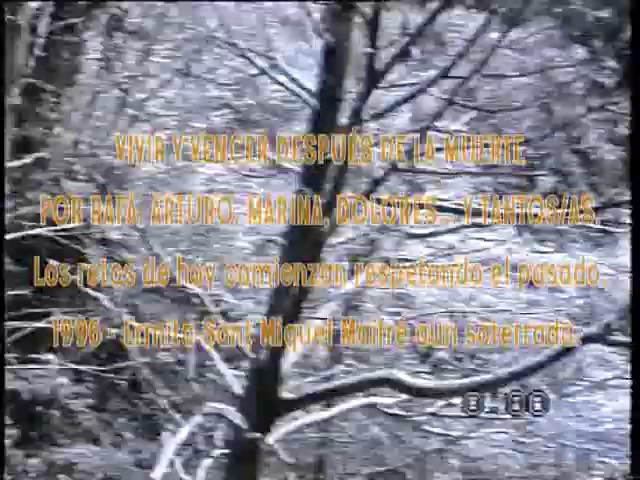 VIVIR Y VENCER DESPUÉS DE LA MUERTE.
POR RAFA, ARTURO, MARINA, DOLORES... Y TANTOS/AS.
Los retos de hoy comienzan respetando el pasado.
1996 - Ermita Sant Miquel Mainé aún soterrada.
0:00